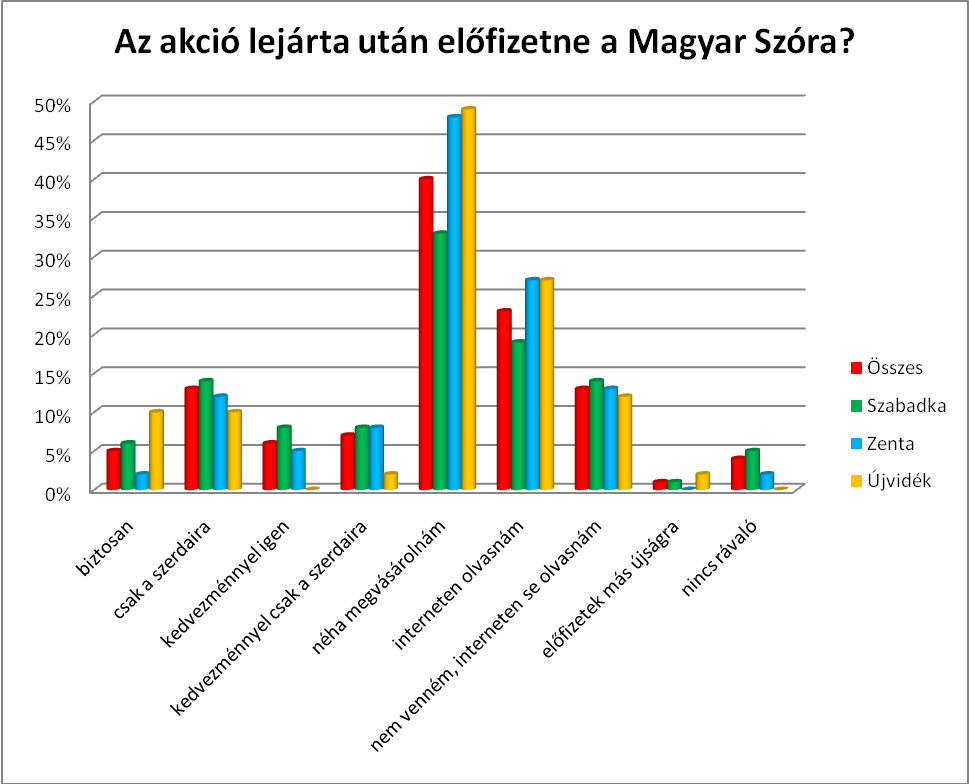 Az akció lejárta után előfizetne a Magyar Szóra?
50%
45%
40%
35%
30%
25%
20%
15%
10%
5%
0%
biztosan
csak a szerdaira
kedvezménnyel igen
kedvezménnyel csak a szerdaira
néha megvásárolnám
interneten olvasnám
nem venném, interneten se olvasnám
előfizetek más újságra
nincs rávaló
Összes
Szabadka
Zenta
Újvidék